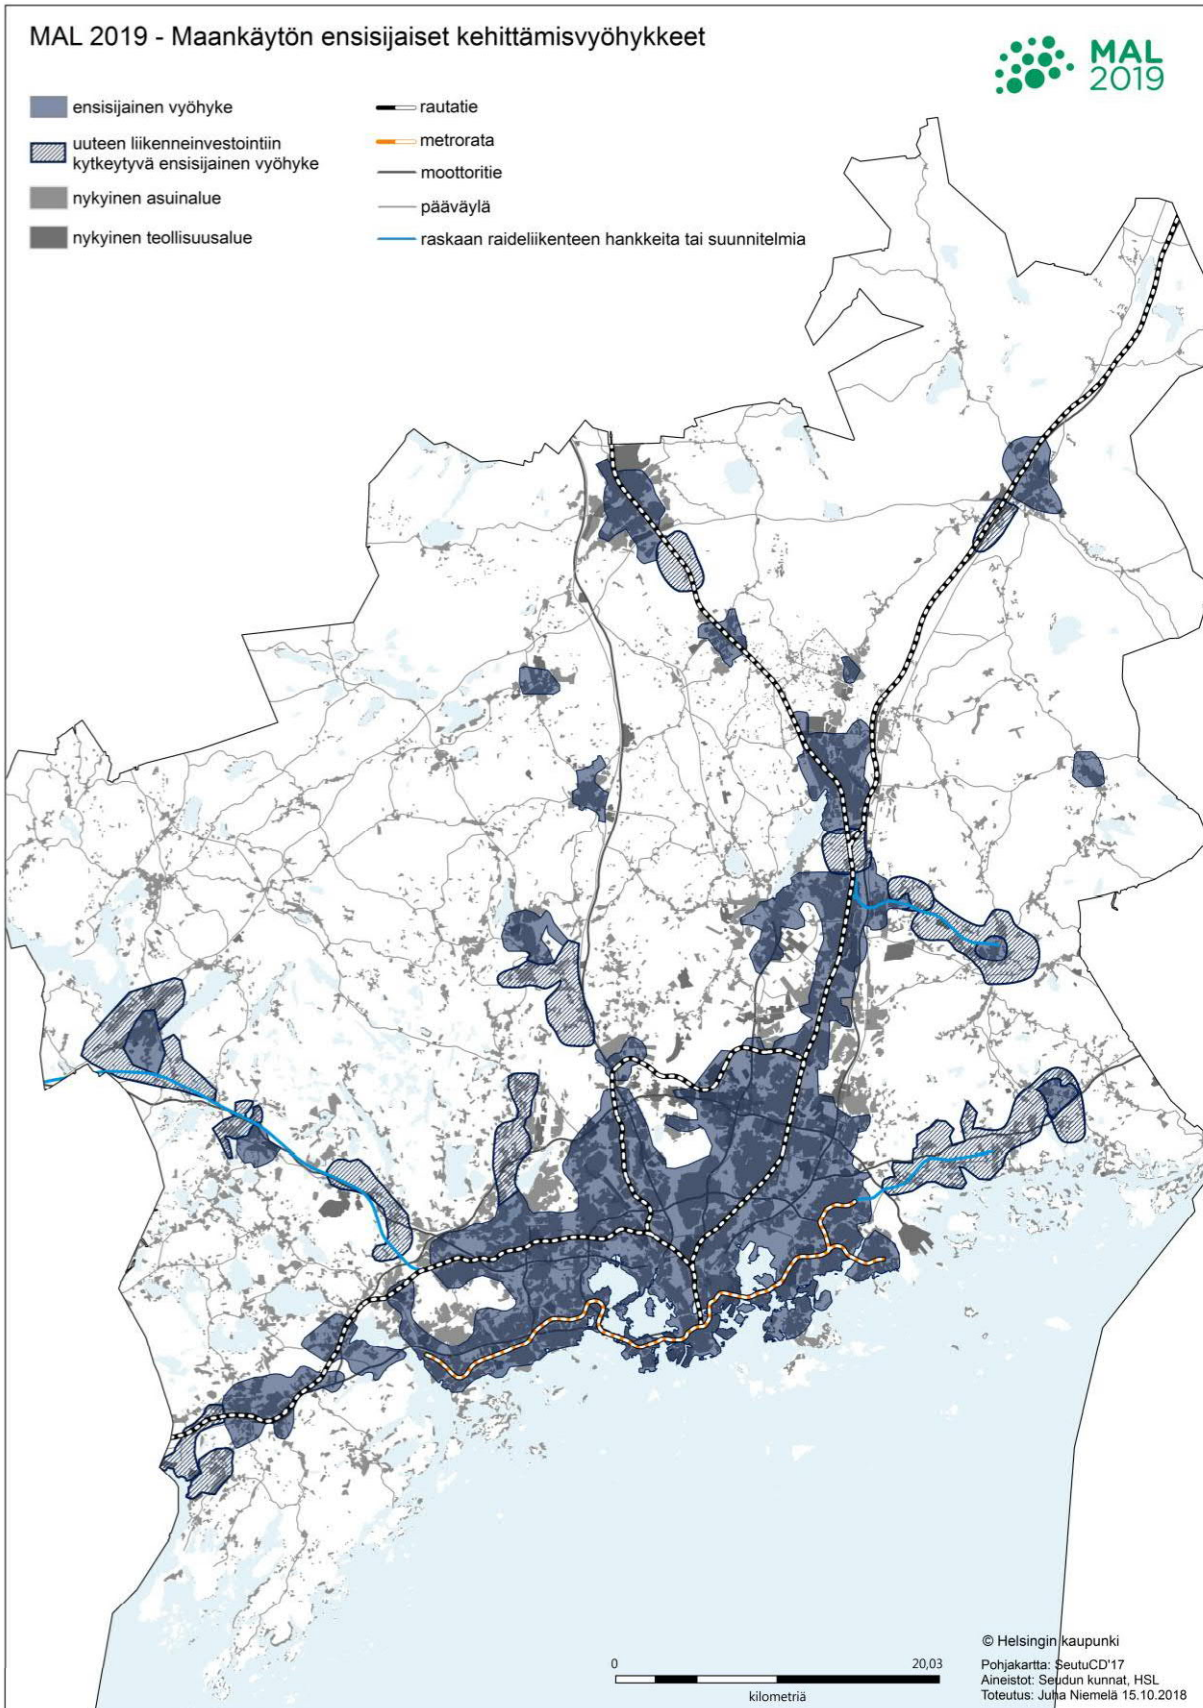 MAL 2019 - Maankäytön ensisijaiset kehittämisvyöhykkeet
MAL
2019
ensisijainen vyöhyke
uuteen liikenneinvestointiin
kytkeytyvä ensisijainen vyöhyke
nykyinen asuinalue
nykyinen teollisuusalue
rautatie
metrorata
moottoritie
pääväylä
raskaan raideliikenteen hankkeita tai suunnitelmia
0 20,03
kilometriä
© Helsingin kaupunki
Pohjakartta: SeutuCD'17
Aineistot: Seudun kunnat, HSL
Toteutus: Juha Niemelä 15.10.2018